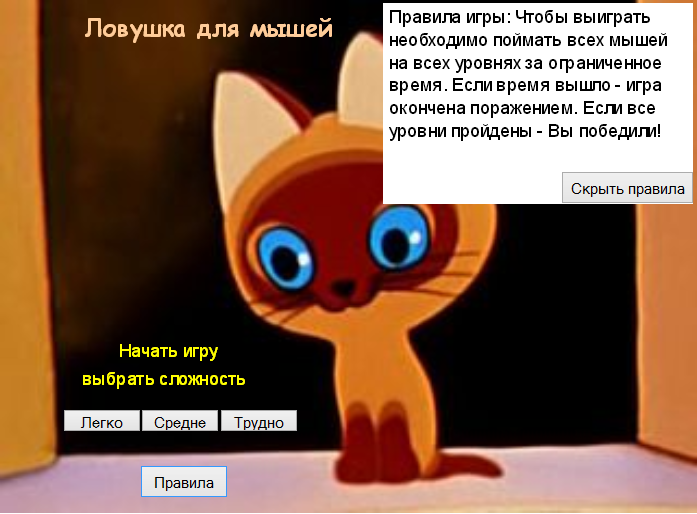 Ловушка для мышей
Правила игры: Чтобы выиграть
необходимо поймать всех мышей
на всех уровнях за ограниченное
время. Если время вышло - игра
окончена поражением. Если все
уровни пройдены - Вы победили!
Скрыть правила
Начать игру
выбрать сложность
Легко Средне Трудно
Правила